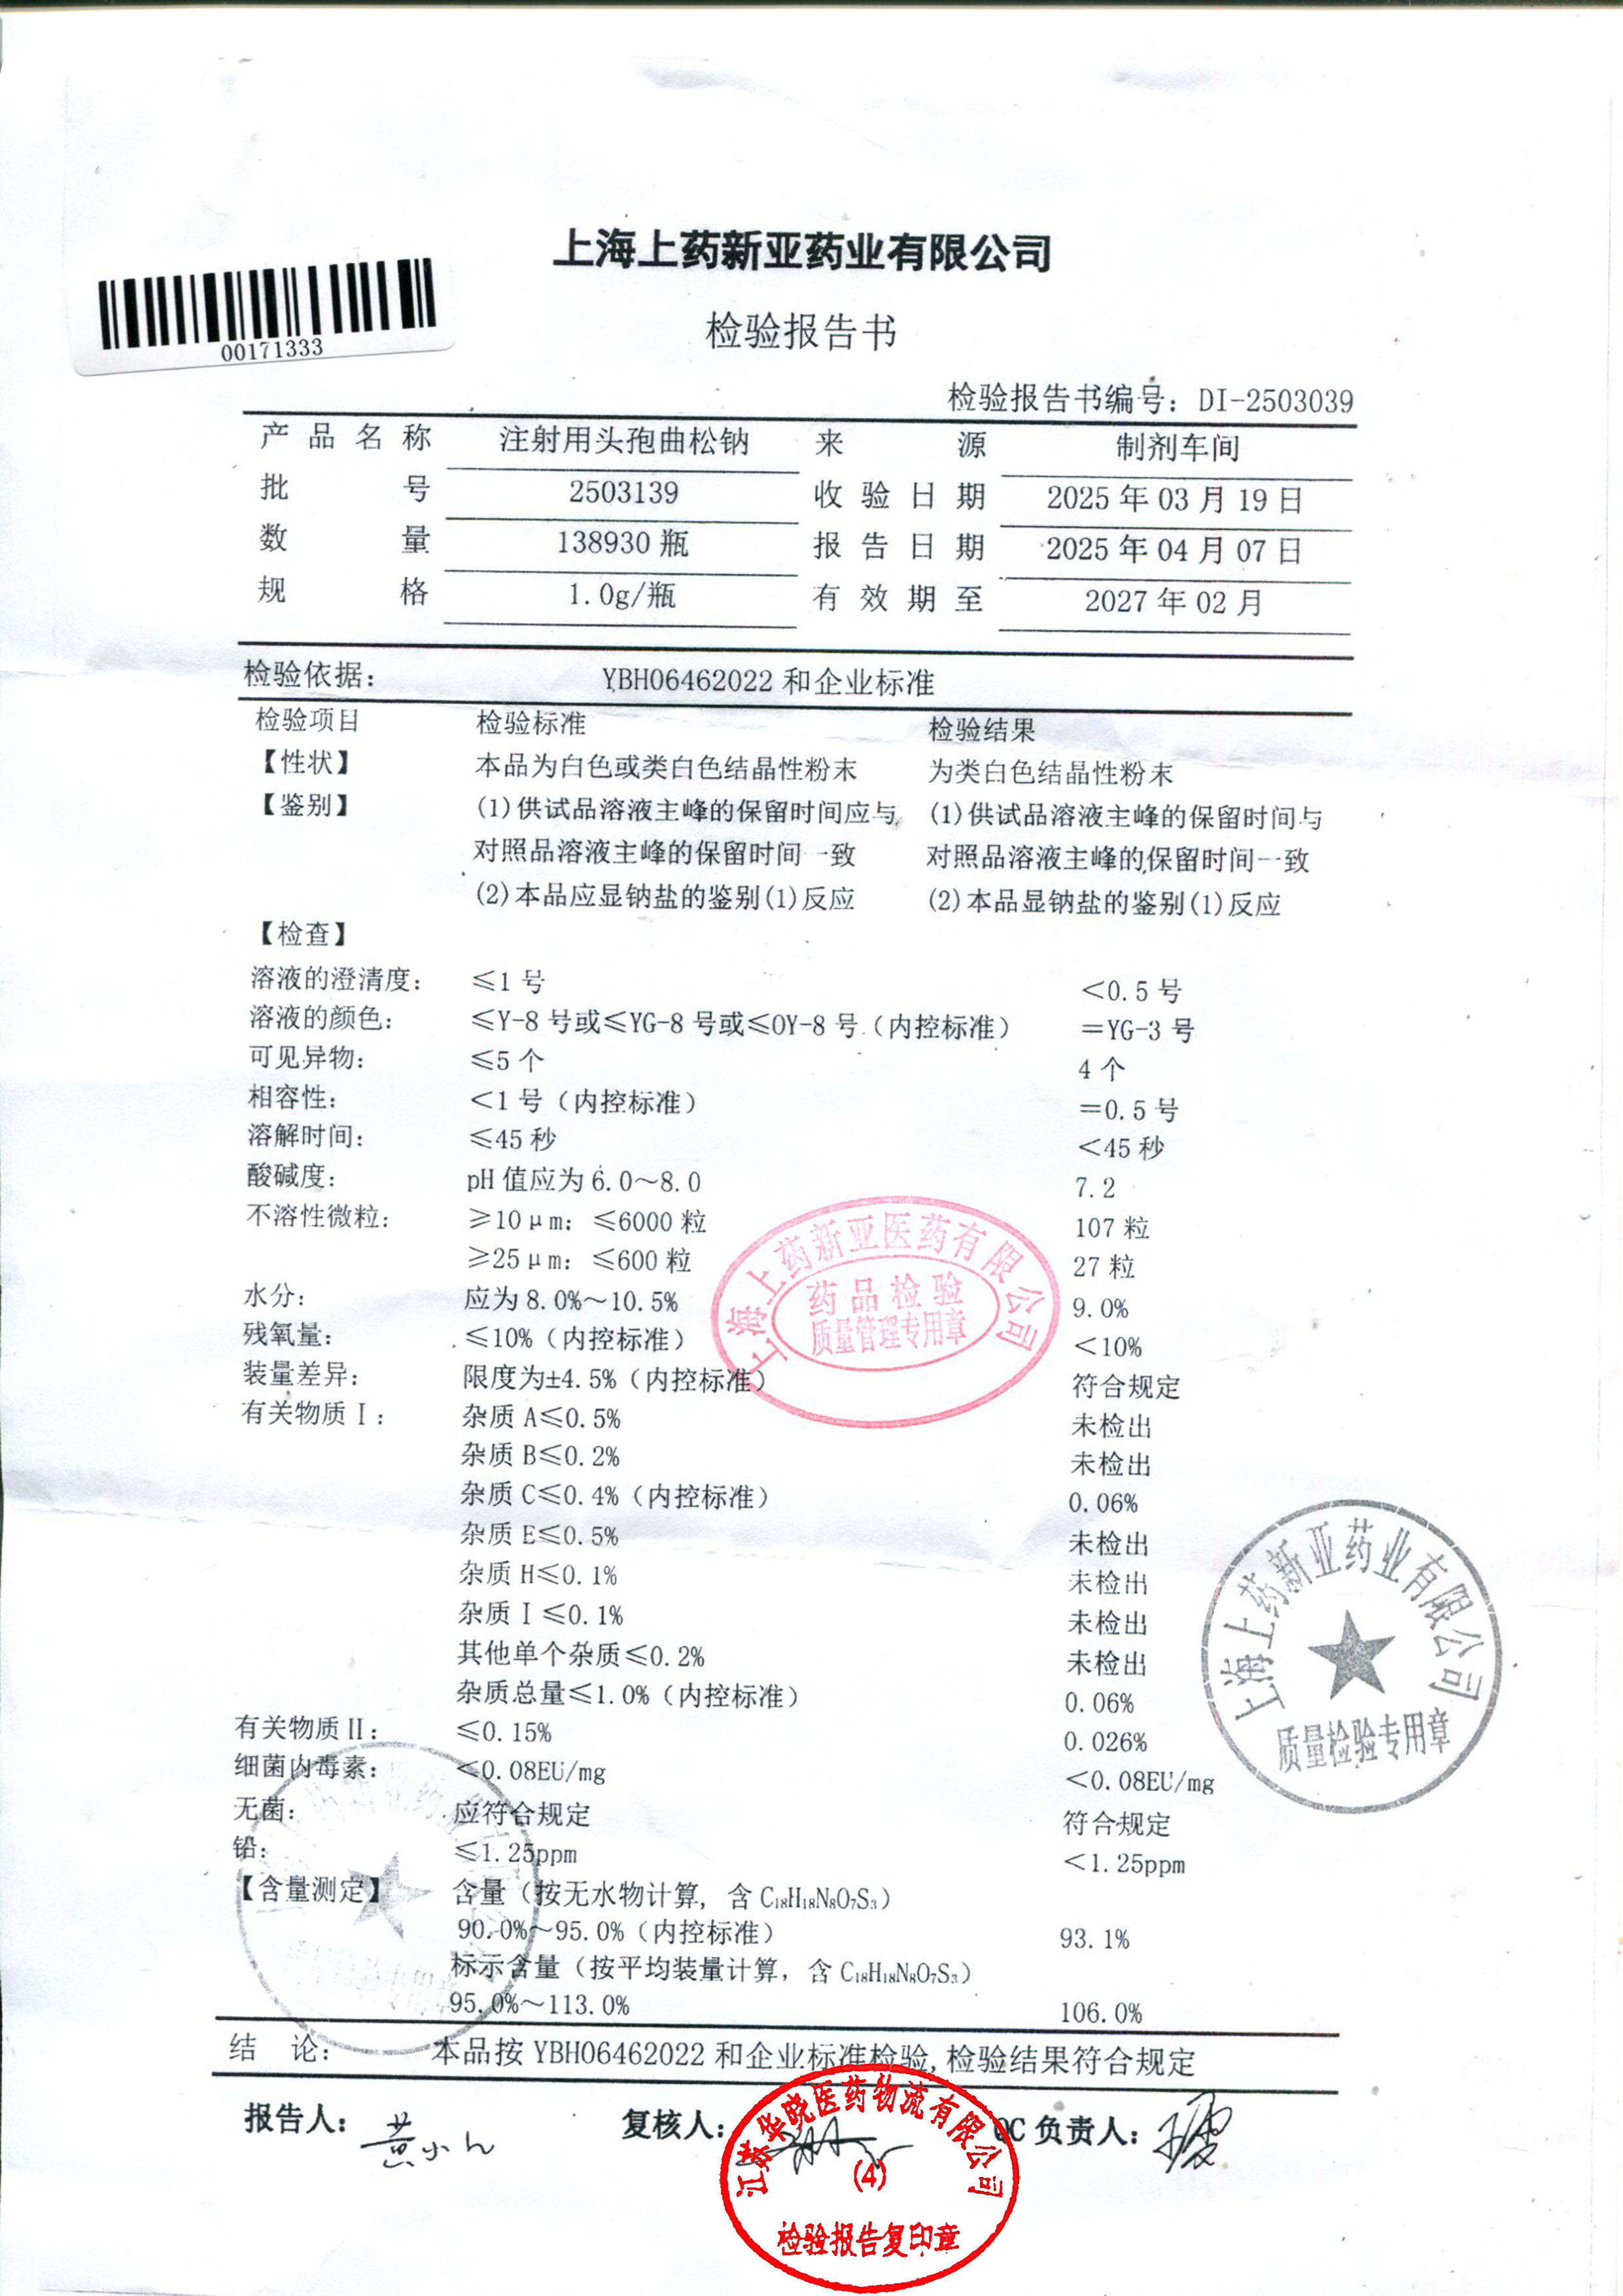 上海上药新亚药业有限公司
00171333
检验报告书
检验报告书编号：DI-2503039
产品名称 注射用头孢曲松钠 来源 制剂车间
批号 2503139 收验日期 2025年03月19日
数量 138930瓶 报告日期 2025年04月07日
规格 1.0g/瓶 有效期至 2027年02月
检验依据： YBH06462022和企业标准
检验项目 检验标准 检验结果
【性状】 本品为白色或类白色结晶性粉末 为类白色结晶性粉末
【鉴别】 (1)供试品溶液主峰的保留时间应与 (1)供试品溶液主峰的保留时间与
对照品溶液主峰的保留时间一致 对照品溶液主峰的保留时间一致
(2)本品应显钠盐的鉴别(1)反应 (2)本品显钠盐的鉴别(1)反应
【检查】
溶液的澄清度： ≤1号 <0.5号
溶液的颜色： ≤Y-8号或≤YG-8号或≤OY-8号（内控标准） =YG-3号
可见异物： ≤5个 4个
相容性： <1号（内控标准） =0.5号
溶解时间： ≤45秒 <45秒
酸碱度： pH值应为6.0～8.0 7.2
不溶性微粒： ≥10μm：≤6000粒 107粒
≥25μm：≤600粒 27粒
水分： 应为8.0%～10.5% 9.0%
残氧量： ≤10%（内控标准） <10%
装量差异： 限度为±4.5%（内控标准） 符合规定
有关物质Ⅰ： 杂质A≤0.5% 未检出
杂质B≤0.2% 未检出
杂质C≤0.4%（内控标准） 0.06%
杂质E≤0.5% 未检出
杂质H≤0.1% 未检出
杂质I≤0.1% 未检出
其他单个杂质≤0.2% 未检出
杂质总量≤1.0%（内控标准） 0.06%
有关物质Ⅱ： ≤0.15% 0.026%
细菌内毒素： <0.08EU/mg <0.08EU/mg
无菌： 应符合规定 符合规定
铅： ≤1.25ppm <1.25ppm
【含量测定】 含量（按无水物计算，含C₁₈H₁₈N₈O₇S₃）
90.0%～95.0%（内控标准） 93.1%
标示含量（按平均装量计算，含C₁₈H₁₈N₈O₇S₃）
95.0%～113.0% 106.0%
结论： 本品按YBH06462022和企业标准检验,检验结果符合规定
报告人： 复核人： QC负责人：
上海上药新亚医药有限公司
药品检验
质量管理专用章
上海上药新亚药业有限公司
质量检验专用章
江苏华晓医药物流有限公司
(4)
检验报告复印章